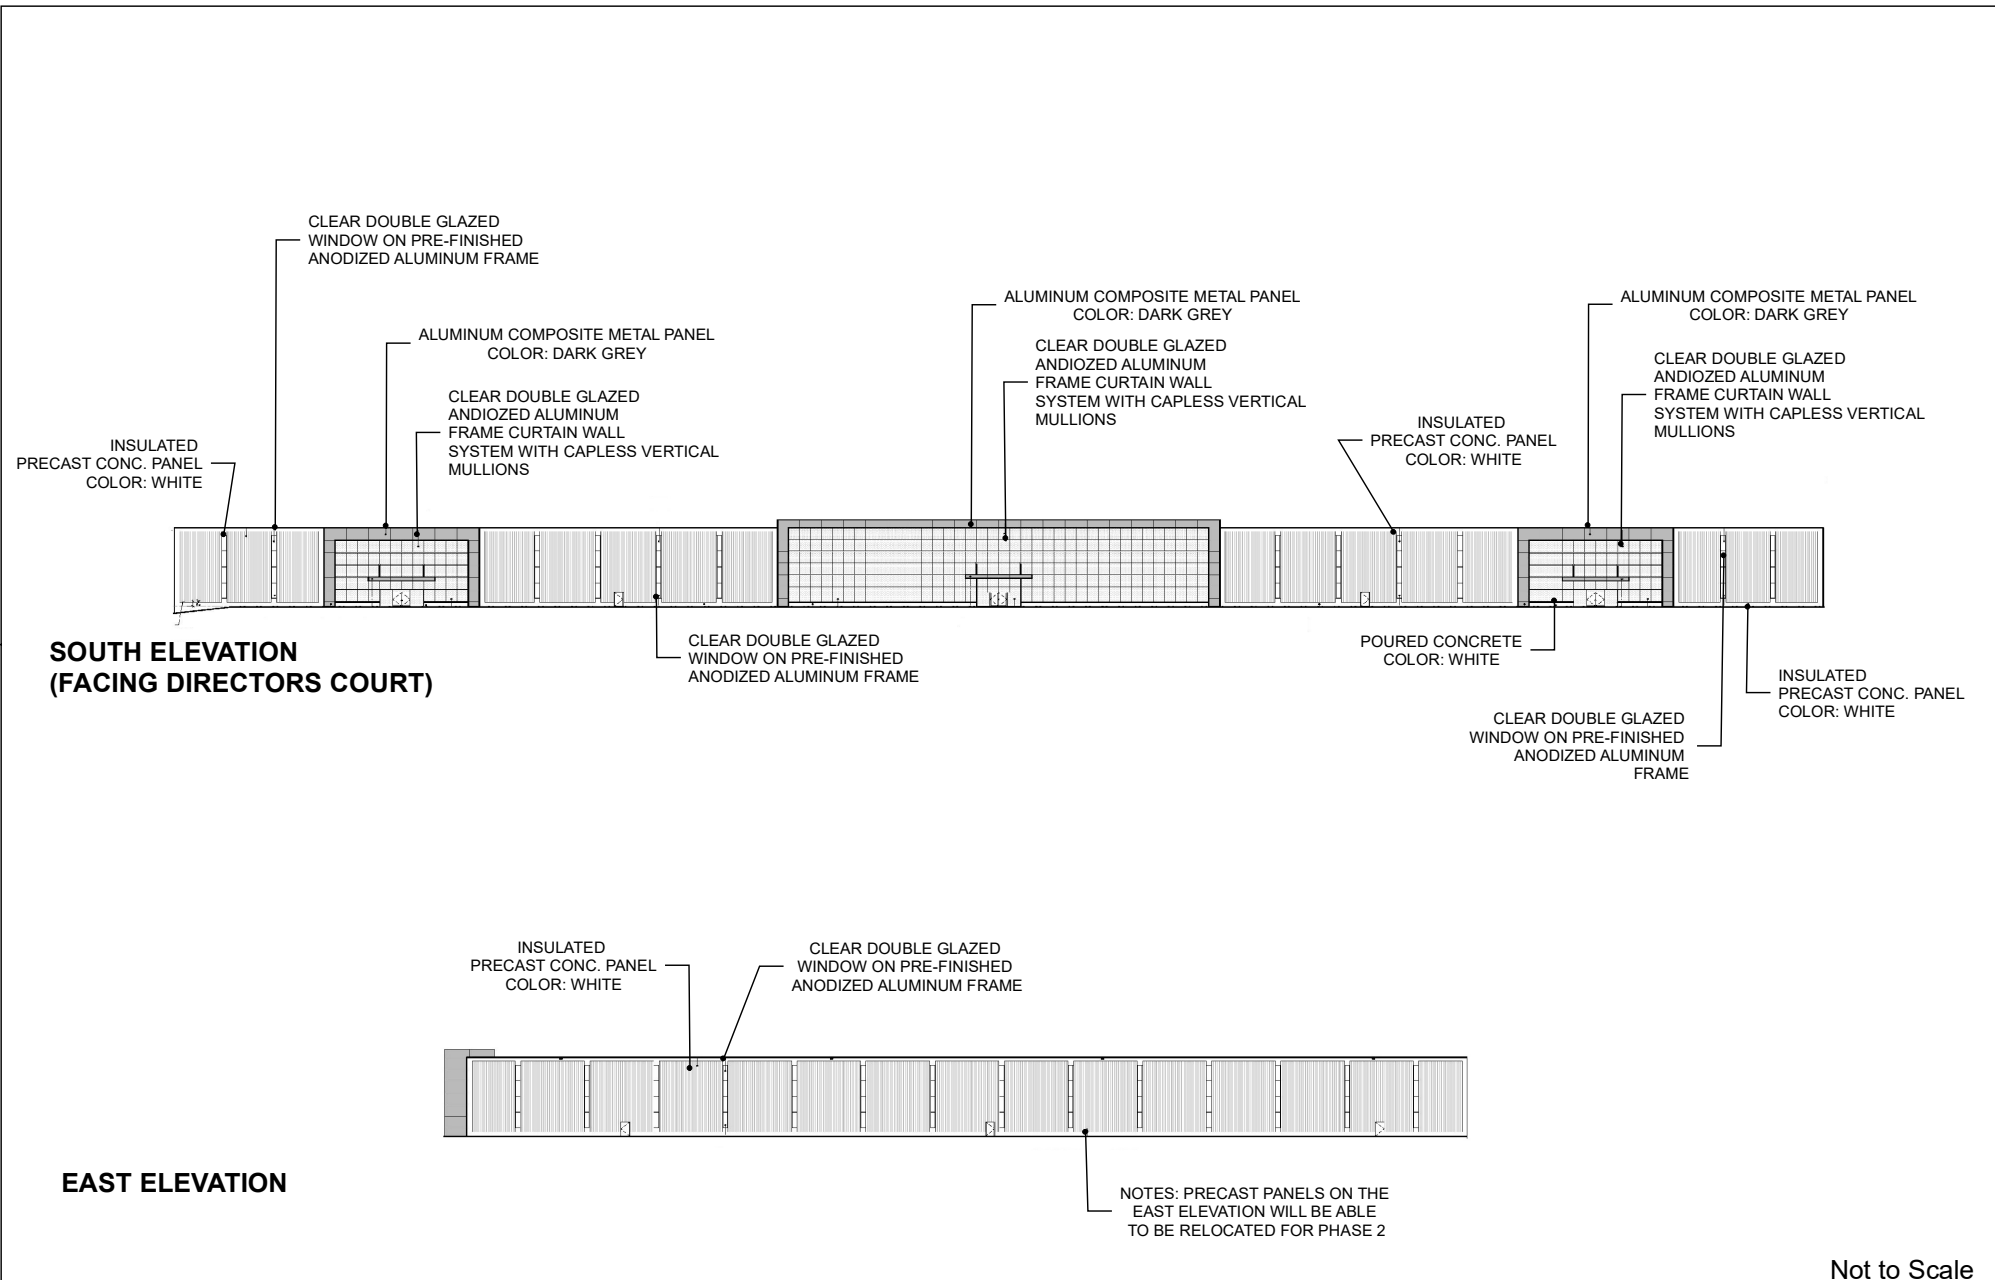 CLEAR DOUBLE GLAZED
WINDOW ON PRE-FINISHED
ANODIZED ALUMINUM FRAME
ALUMINUM COMPOSITE METAL PANEL
COLOR: DARK GREY
CLEAR DOUBLE GLAZED
ANDIOZED ALUMINUM
FRAME CURTAIN WALL
SYSTEM WITH CAPLESS VERTICAL
MULLIONS
INSULATED
PRECAST CONC. PANEL
COLOR: WHITE
ALUMINUM COMPOSITE METAL PANEL
COLOR: DARK GREY
CLEAR DOUBLE GLAZED
ANDIOZED ALUMINUM
FRAME CURTAIN WALL
SYSTEM WITH CAPLESS VERTICAL
MULLIONS
INSULATED
PRECAST CONC. PANEL
COLOR: WHITE
ALUMINUM COMPOSITE METAL PANEL
COLOR: DARK GREY
CLEAR DOUBLE GLAZED
ANDIOZED ALUMINUM
FRAME CURTAIN WALL
SYSTEM WITH CAPLESS VERTICAL
MULLIONS
SOUTH ELEVATION
(FACING DIRECTORS COURT)
CLEAR DOUBLE GLAZED
WINDOW ON PRE-FINISHED
ANODIZED ALUMINUM FRAME
POURED CONCRETE
COLOR: WHITE
INSULATED
PRECAST CONC. PANEL
COLOR: WHITE
CLEAR DOUBLE GLAZED
WINDOW ON PRE-FINISHED
ANODIZED ALUMINUM
FRAME
INSULATED
PRECAST CONC. PANEL
COLOR: WHITE
CLEAR DOUBLE GLAZED
WINDOW ON PRE-FINISHED
ANODIZED ALUMINUM FRAME
EAST ELEVATION
NOTES: PRECAST PANELS ON THE
EAST ELEVATION WILL BE ABLE
TO BE RELOCATED FOR PHASE 2
Not to Scale